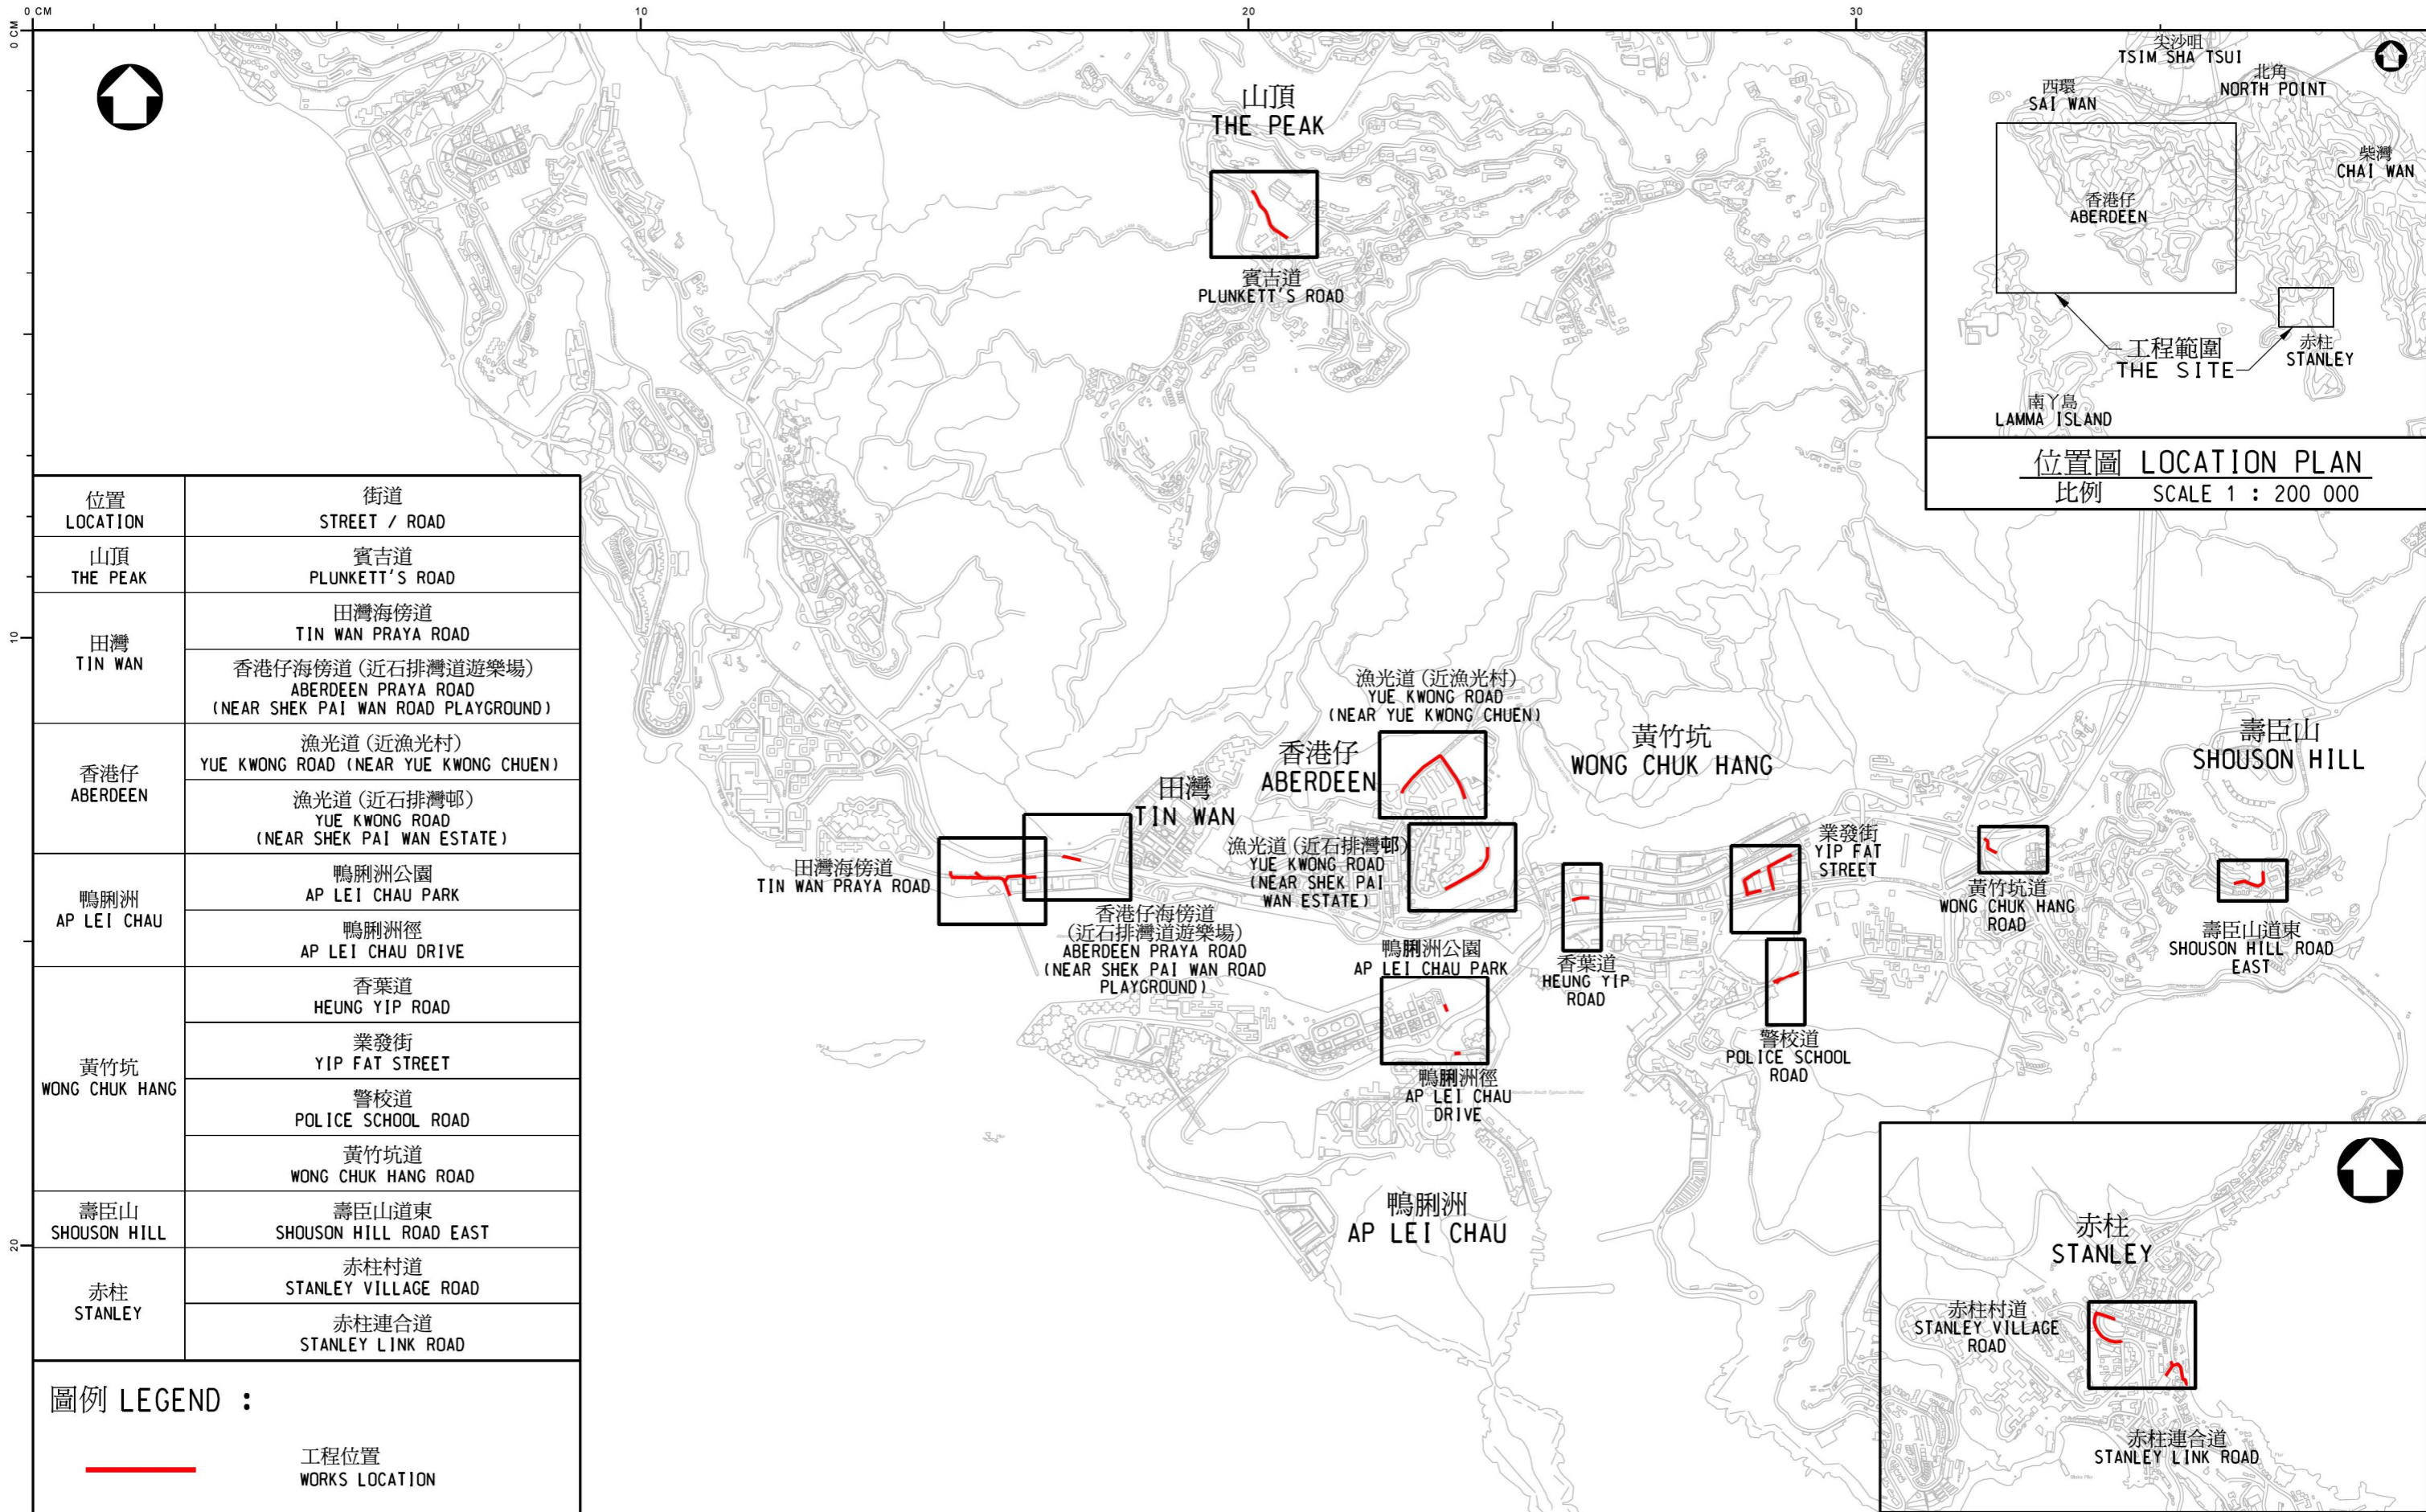 0 CM
10
20
30
0 CM
10
20
山頂
THE PEAK
賓吉道
PLUNKETT'S ROAD
尖沙咀
TSIM SHA TSUI
北角
NORTH POINT
西環
SAI WAN
柴灣
CHAI WAN
香港仔
ABERDEEN
工程範圍
THE SITE
赤柱
STANLEY
南丫島
LAMMA ISLAND
位置圖 LOCATION PLAN
比例 SCALE 1 : 200 000
位置
LOCATION
街道
STREET / ROAD
山頂
THE PEAK
賓吉道
PLUNKETT'S ROAD
田灣
TIN WAN
田灣海傍道
TIN WAN PRAYA ROAD
香港仔海傍道 (近石排灣道遊樂場)
ABERDEEN PRAYA ROAD
(NEAR SHEK PAI WAN ROAD PLAYGROUND)
香港仔
ABERDEEN
漁光道 (近漁光村)
YUE KWONG ROAD (NEAR YUE KWONG CHUEN)
漁光道 (近石排灣邨)
YUE KWONG ROAD
(NEAR SHEK PAI WAN ESTATE)
鴨脷洲
AP LEI CHAU
鴨脷洲公園
AP LEI CHAU PARK
鴨脷洲徑
AP LEI CHAU DRIVE
黃竹坑
WONG CHUK HANG
香葉道
HEUNG YIP ROAD
業發街
YIP FAT STREET
警校道
POLICE SCHOOL ROAD
黃竹坑道
WONG CHUK HANG ROAD
壽臣山
SHOUSON HILL
壽臣山道東
SHOUSON HILL ROAD EAST
赤柱
STANLEY
赤柱村道
STANLEY VILLAGE ROAD
赤柱連合道
STANLEY LINK ROAD
圖例 LEGEND :
工程位置
WORKS LOCATION
漁光道 (近漁光村)
YUE KWONG ROAD
(NEAR YUE KWONG CHUEN)
香港仔
ABERDEEN
黃竹坑
WONG CHUK HANG
壽臣山
SHOUSON HILL
田灣
TIN WAN
田灣海傍道
TIN WAN PRAYA ROAD
漁光道 (近石排灣邨)
YUE KWONG ROAD
(NEAR SHEK PAI
WAN ESTATE)
業發街
YIP FAT
STREET
黃竹坑道
WONG CHUK HANG
ROAD
壽臣山道東
SHOUSON HILL ROAD
EAST
香港仔海傍道
(近石排灣道遊樂場)
ABERDEEN PRAYA ROAD
(NEAR SHEK PAI WAN ROAD
PLAYGROUND)
鴨脷洲公園
AP LEI CHAU PARK
香葉道
HEUNG YIP
ROAD
警校道
POLICE SCHOOL
ROAD
鴨脷洲徑
AP LEI CHAU
DRIVE
鴨脷洲
AP LEI CHAU
赤柱
STANLEY
赤柱村道
STANLEY VILLAGE
ROAD
赤柱連合道
STANLEY LINK ROAD